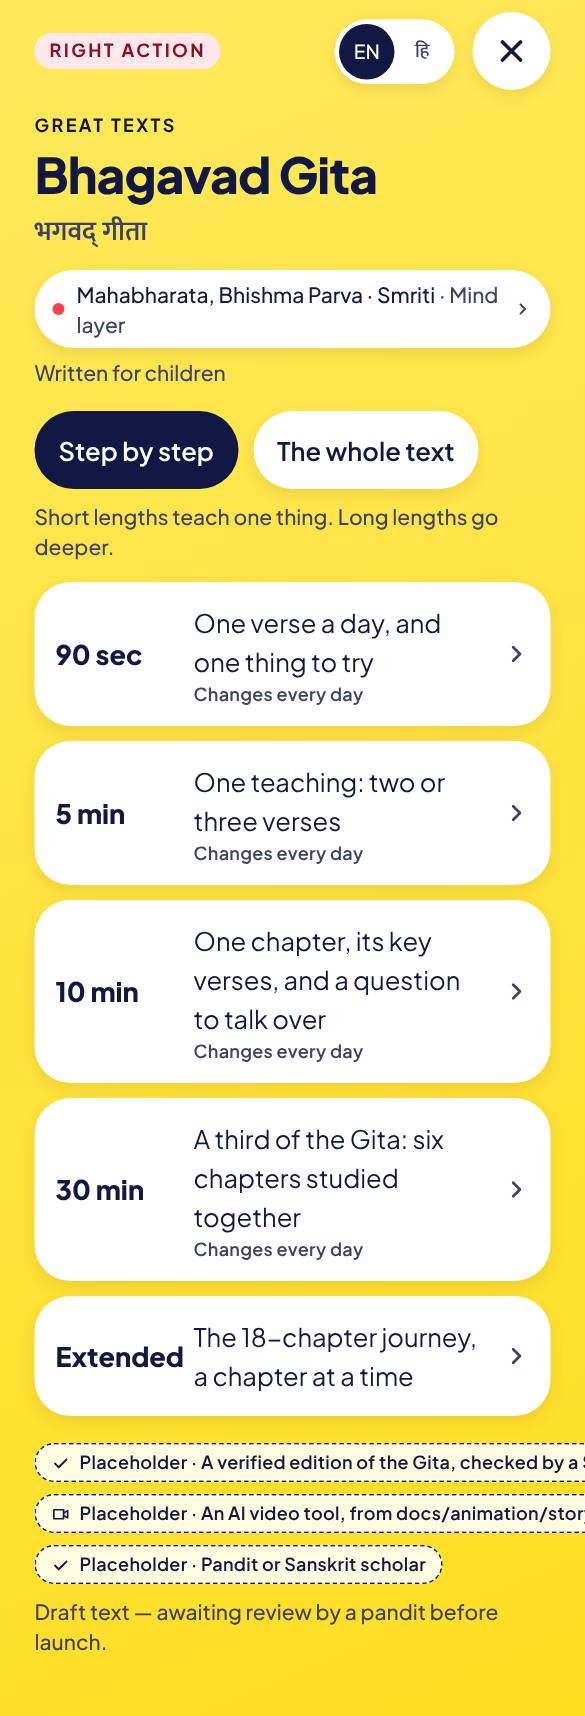 RIGHT ACTION
EN
हि
GREAT TEXTS
Bhagavad Gita
भगवद् गीता
Mahabharata, Bhishma Parva · Smriti · Mind
layer
Written for children
Step by step
The whole text
Short lengths teach one thing. Long lengths go
deeper.
90 sec
One verse a day, and
one thing to try
Changes every day
5 min
One teaching: two or
three verses
Changes every day
10 min
One chapter, its key
verses, and a question
to talk over
Changes every day
30 min
A third of the Gita: six
chapters studied
together
Changes every day
Extended
The 18–chapter journey,
a chapter at a time
Placeholder · A verified edition of the Gita, checked by a
Placeholder · An AI video tool, from docs/animation/stor
Placeholder · Pandit or Sanskrit scholar
Draft text — awaiting review by a pandit before
launch.